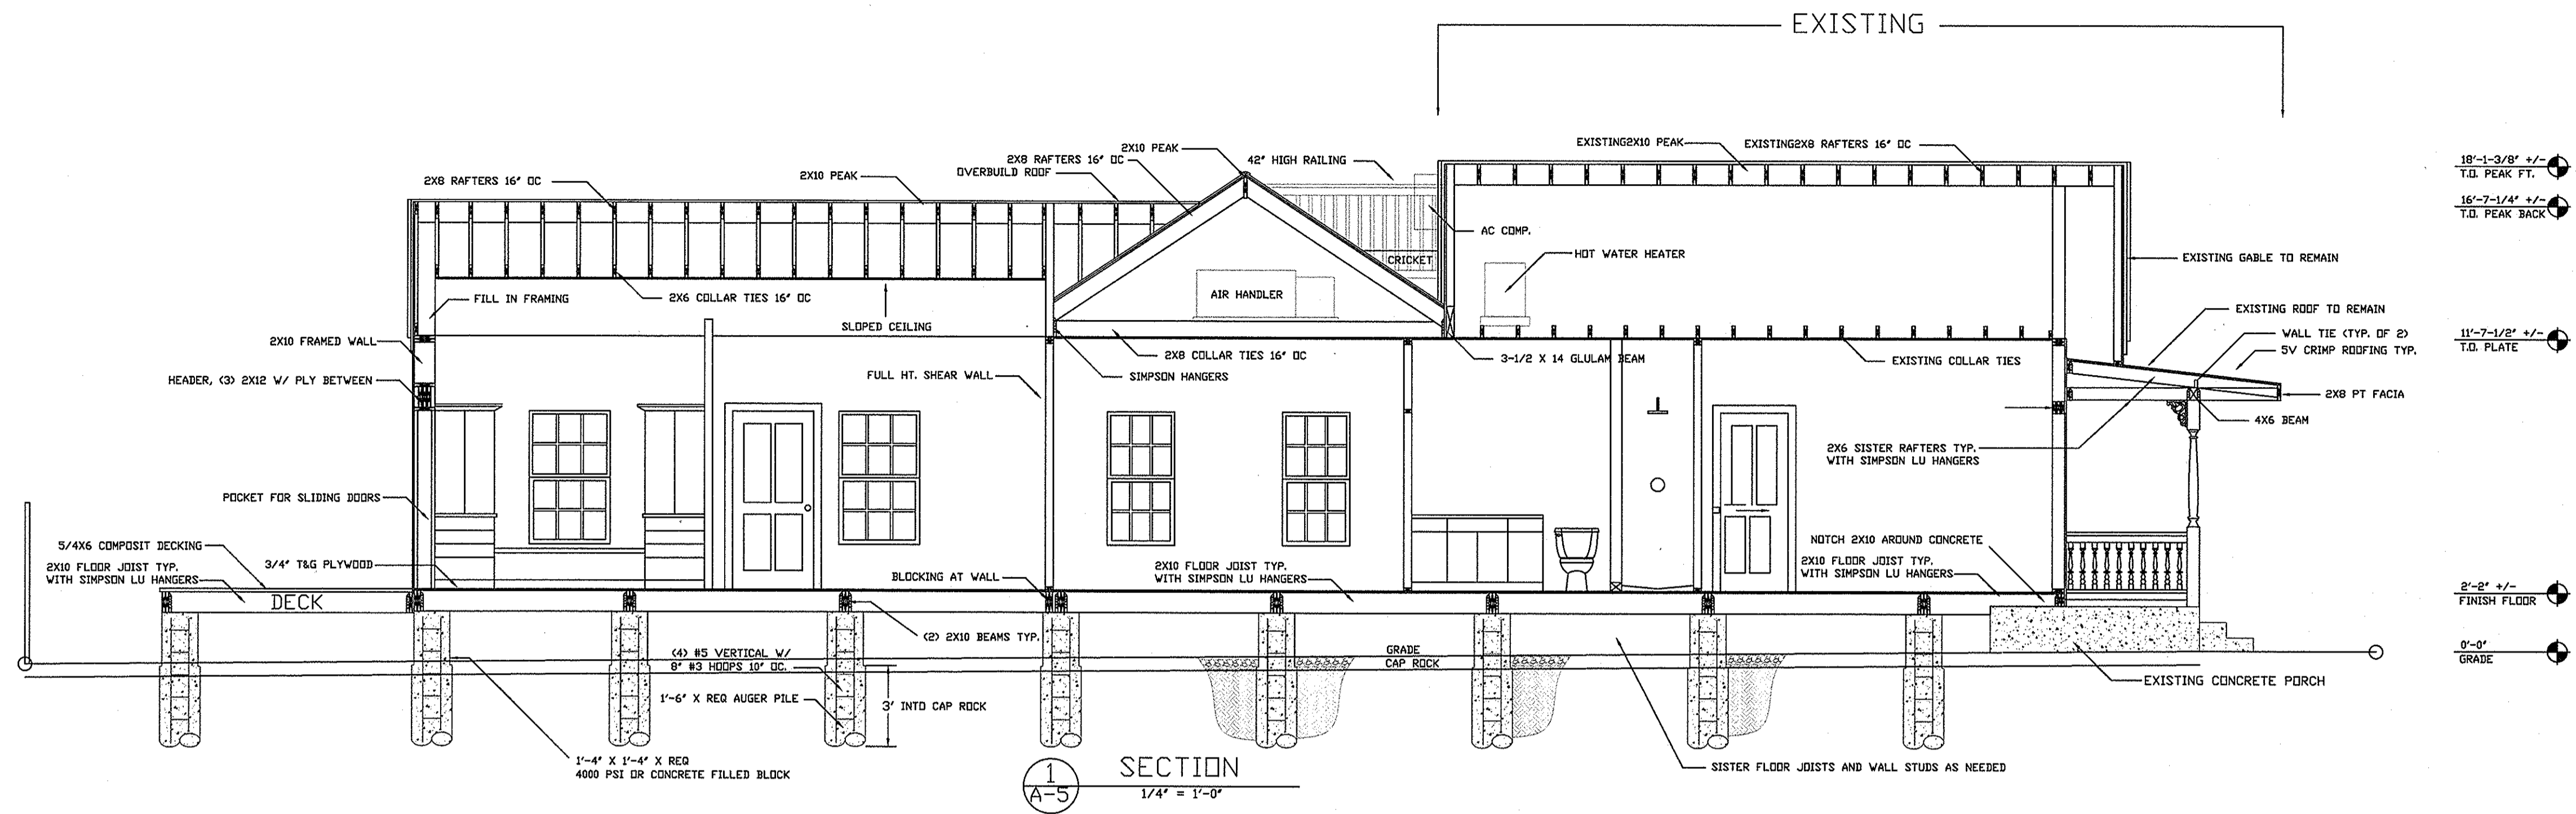 EXISTING
2X10 PEAK
2X8 RAFTERS 16" OC
OVERBUILD ROOF
42" HIGH RAILING
EXISTING2X10 PEAK
EXISTING2X8 RAFTERS 16" OC
18'-1-3/8" +/-
T.O. PEAK FT.
2X8 RAFTERS 16" OC
2X10 PEAK
16'-7-1/4" +/-
T.O. PEAK BACK
AC COMP.
CRICKET
HOT WATER HEATER
EXISTING GABLE TO REMAIN
FILL IN FRAMING
2X6 COLLAR TIES 16" OC
AIR HANDLER
SLOPED CEILING
EXISTING ROOF TO REMAIN
WALL TIE (TYP. OF 2)
5V CRIMP ROOFING TYP.
11'-7-1/2" +/-
T.O. PLATE
2X10 FRAMED WALL
2X8 COLLAR TIES 16" OC
3-1/2 X 14 GLULAM BEAM
EXISTING COLLAR TIES
HEADER, (3) 2X12 W/ PLY BETWEEN
FULL HT. SHEAR WALL
SIMPSON HANGERS
2X8 PT FACIA
4X6 BEAM
2X6 SISTER RAFTERS TYP.
WITH SIMPSON LU HANGERS
POCKET FOR SLIDING DOORS
5/4X6 COMPOSIT DECKING
3/4" T&G PLYWOOD
2X10 FLOOR JOIST TYP.
WITH SIMPSON LU HANGERS
DECK
BLOCKING AT WALL
2X10 FLOOR JOIST TYP.
WITH SIMPSON LU HANGERS
NOTCH 2X10 AROUND CONCRETE
2X10 FLOOR JOIST TYP.
WITH SIMPSON LU HANGERS
2'-2" +/-
FINISH FLOOR
(2) 2X10 BEAMS TYP.
(4) #5 VERTICAL W/
8" #3 HOOPS 10" OC.
GRADE
CAP ROCK
0'-0"
GRADE
1'-6" X REQ AUGER PILE
3' INTO CAP ROCK
EXISTING CONCRETE PORCH
1'-4" X 1'-4" X REQ
4000 PSI OR CONCRETE FILLED BLOCK
SISTER FLOOR JOISTS AND WALL STUDS AS NEEDED
1
A-5
SECTION
1/4" = 1'-0"